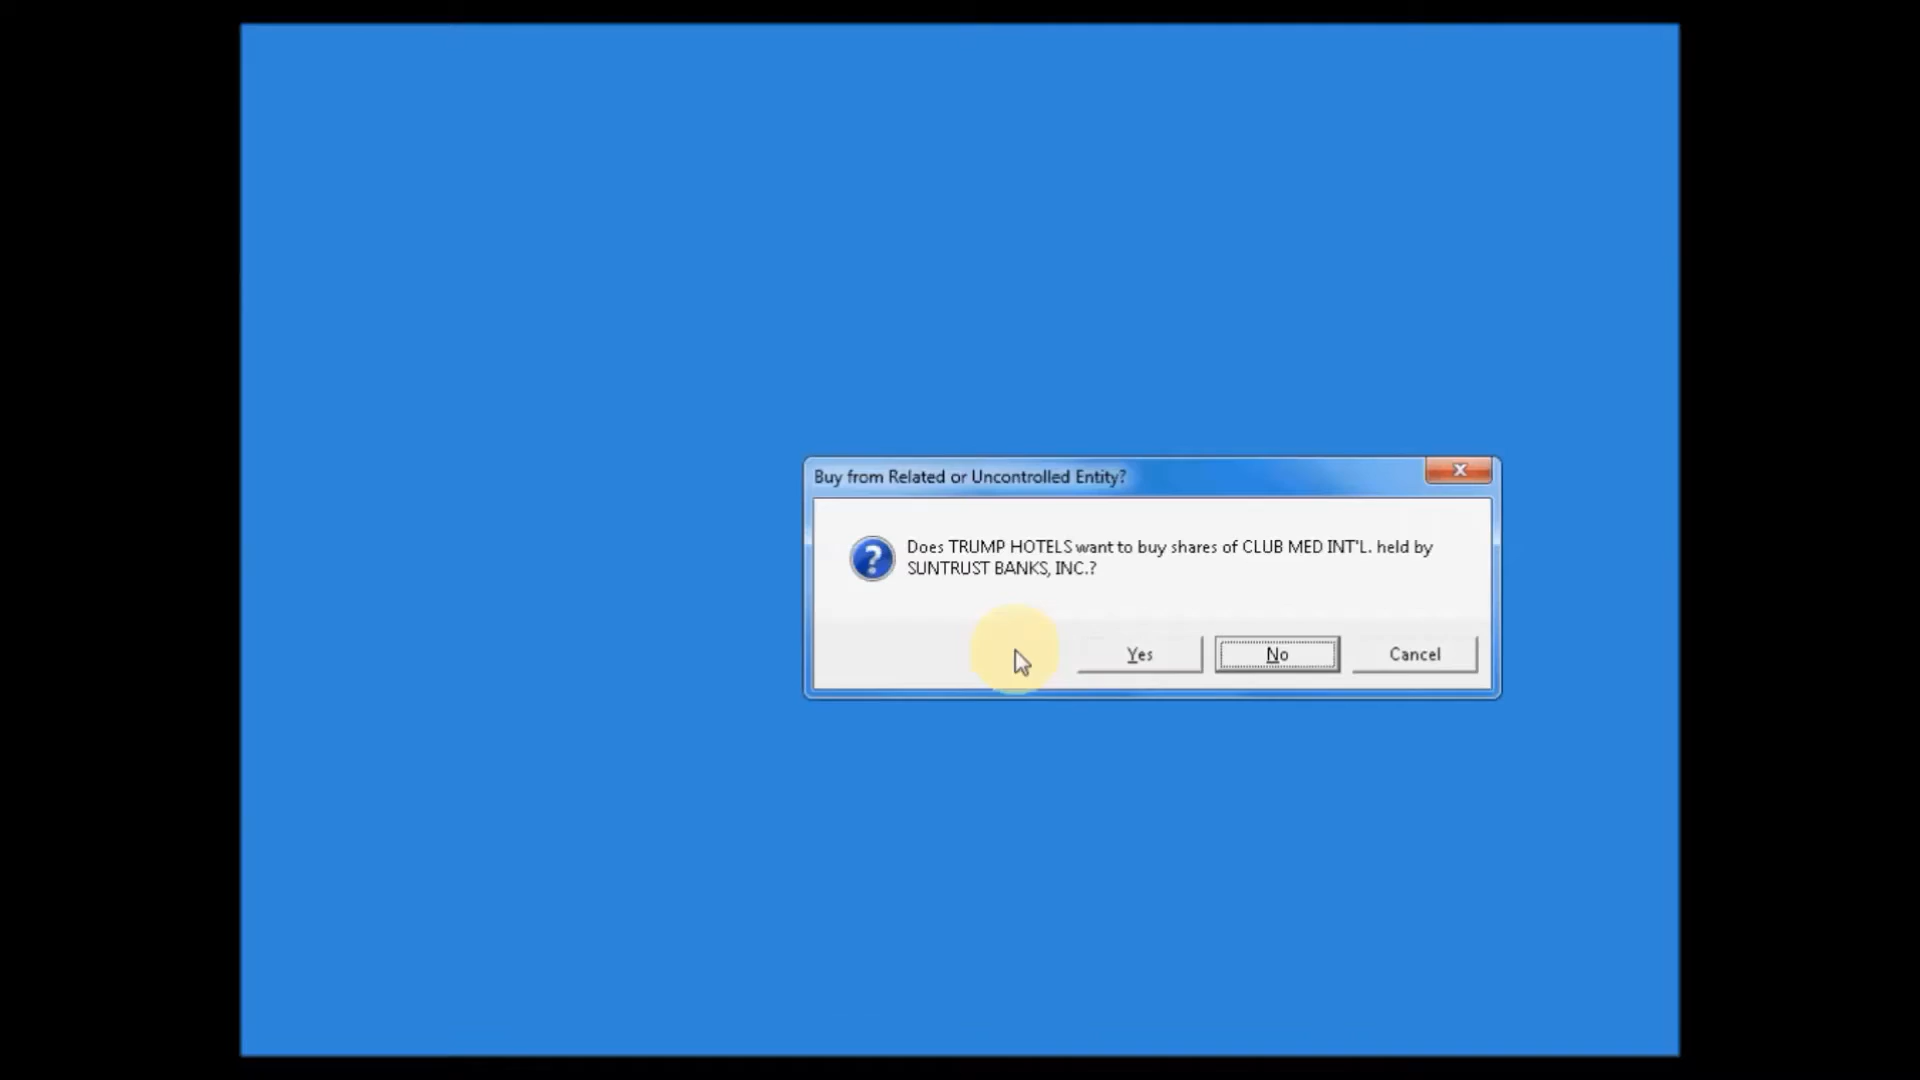 Buy from Related or Uncontrolled Entity?
Does TRUMP HOTELS want to buy shares of CLUB MED INT'L. held by
SUNTRUST BANKS, INC.?
Yes
No
Cancel